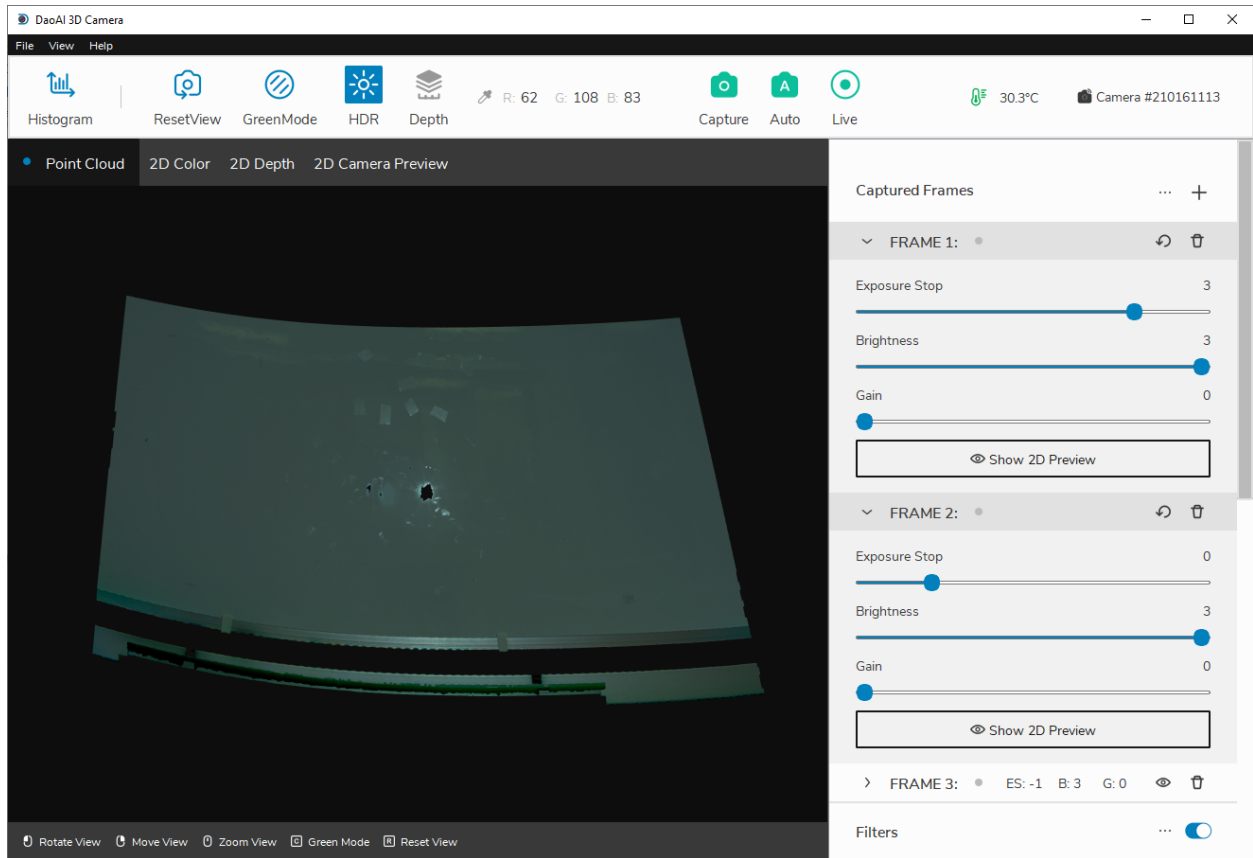 DaoAI 3D Camera
File View Help
Histogram ResetView GreenMode HDR Depth R: 62 G: 108 B: 83 Capture Auto Live 30.3°C Camera #210161113
Point Cloud 2D Color 2D Depth 2D Camera Preview
Captured Frames ... +
FRAME 1:
Exposure Stop 3
Brightness 3
Gain 0
Show 2D Preview
FRAME 2:
Exposure Stop 0
Brightness 3
Gain 0
Show 2D Preview
FRAME 3: ES: -1 B: 3 G: 0
Filters ...
Rotate View Move View Zoom View C Green Mode R Reset View